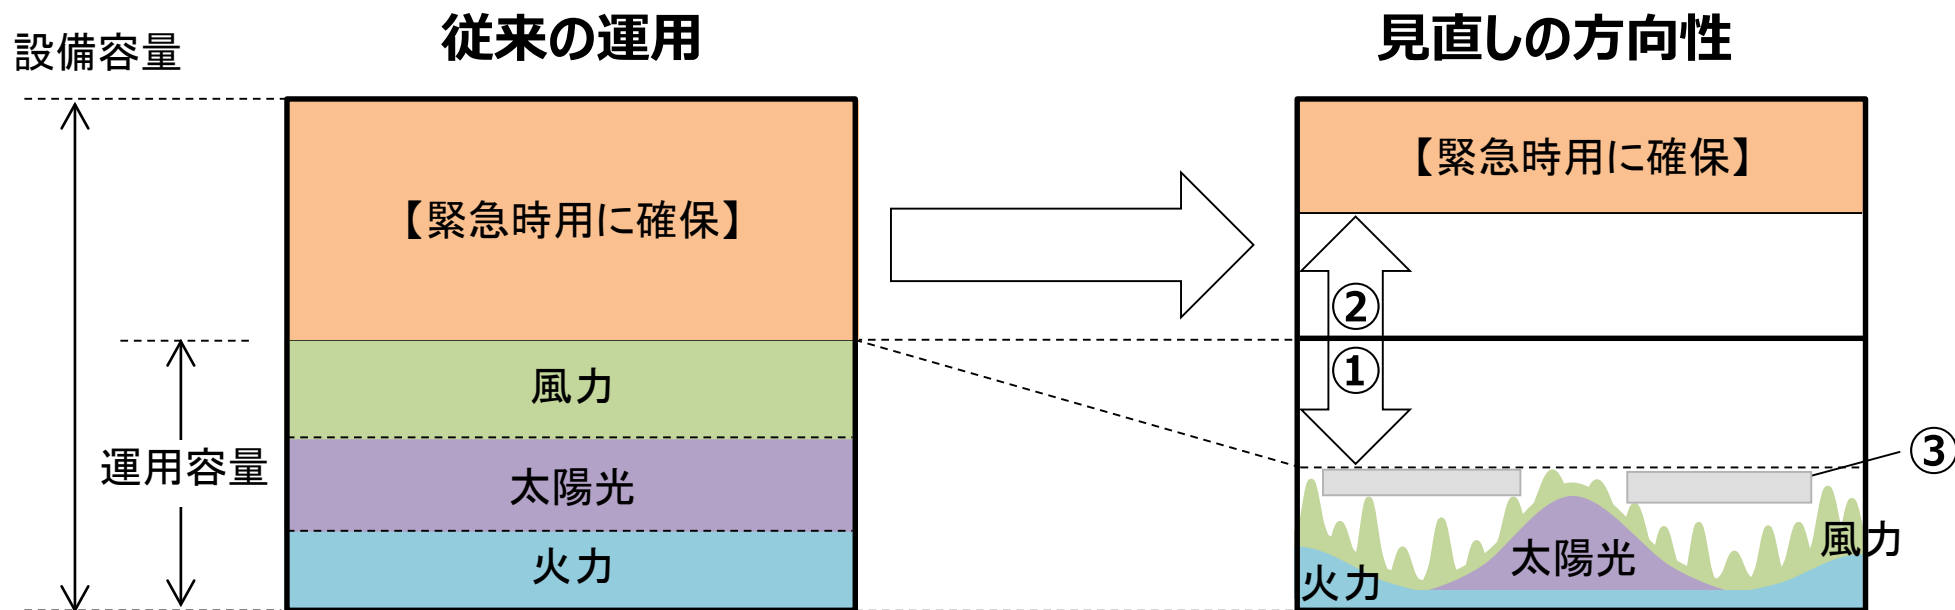 従来の運用
見直しの方向性
設備容量
【緊急時用に確保】
【緊急時用に確保】
②
①
風力
運用容量
太陽光
③
火力
風力
太陽光
火力